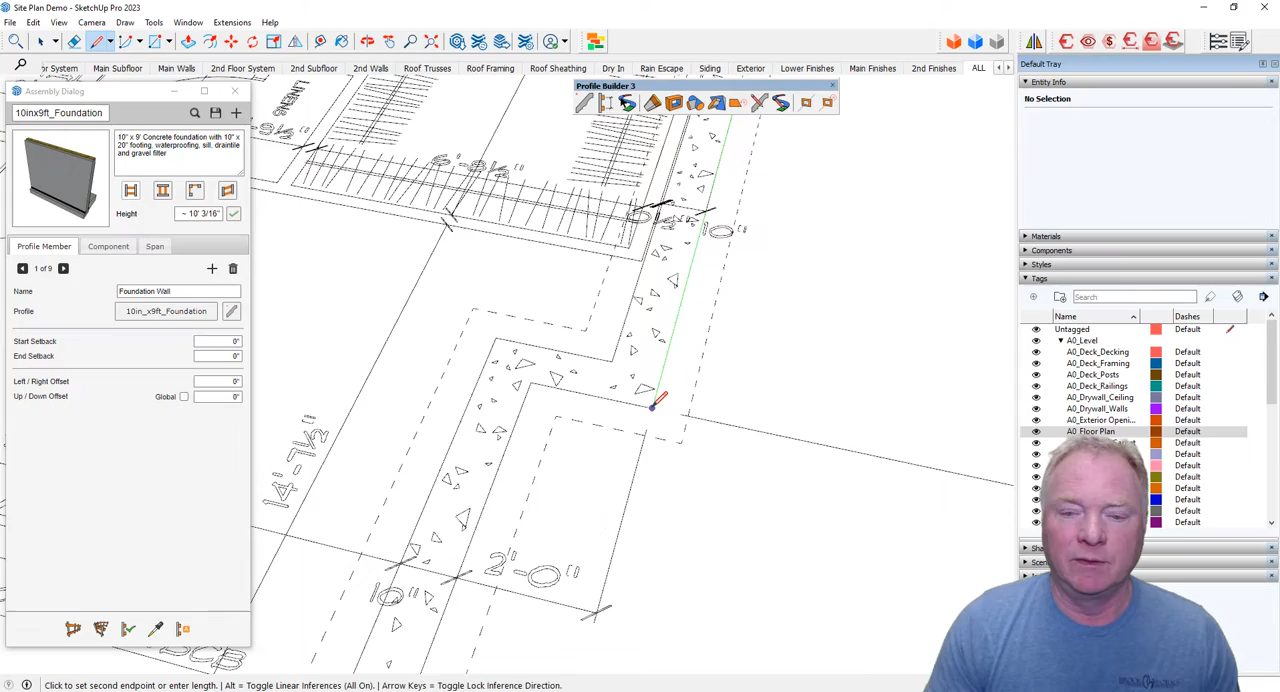 Site Plan Demo - SketchUp Pro 2023
File Edit View Camera Draw Tools Window Extensions Help
or System Main Subfloor Main Walls 2nd Floor System 2nd Subfloor 2nd Walls Roof Trusses Roof Framing Roof Sheathing Dry In Rain Escape Siding Exterior Lower Finishes Main Finishes 2nd Finishes ALL
Assembly Dialog
10inx9ft_Foundation
10" x 9' Concrete foundation with 10" x
20" footing, waterproofing, sill, draintile
and gravel filter
Height ~ 10' 3/16"
Profile Member Component Span
1 of 9
Name Foundation Wall
Profile 10in_x9ft_Foundation
Start Setback 0"
End Setback 0"
Left / Right Offset 0"
Up / Down Offset Global 0"
Profile Builder 3
14'-7½"
2'-0"
10"
Default Tray
Entity Info
No Selection
Materials
Components
Styles
Tags
Search
Name Dashes
Untagged Default
A0_Level
A0_Deck_Decking Default
A0_Deck_Framing Default
A0_Deck_Posts Default
A0_Deck_Railings Default
A0_Drywall_Ceiling Default
A0_Drywall_Walls Default
A0_Exterior Openi... Default
A0_Floor Plan Default
Default
Default
Default
Default
Default
Default
Default
Default
Click to set second endpoint or enter length. | Alt = Toggle Linear Inferences (All On). | Arrow Keys = Toggle Lock Inference Direction.